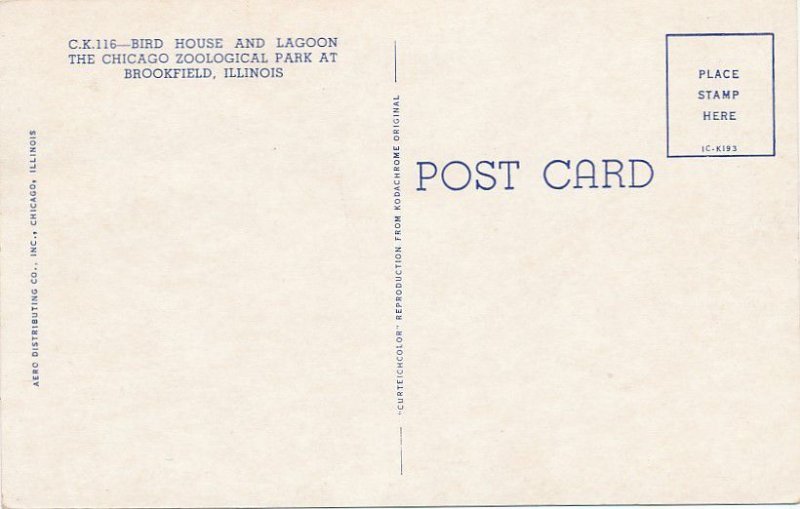 C.K.116—BIRD HOUSE AND LAGOON
THE CHICAGO ZOOLOGICAL PARK AT
BROOKFIELD, ILLINOIS
AERO DISTRIBUTING CO., INC., CHICAGO, ILLINOIS
"CURTEICHCOLOR" REPRODUCTION FROM KODACHROME ORIGINAL
POST CARD
PLACE
STAMP
HERE
1C-K193